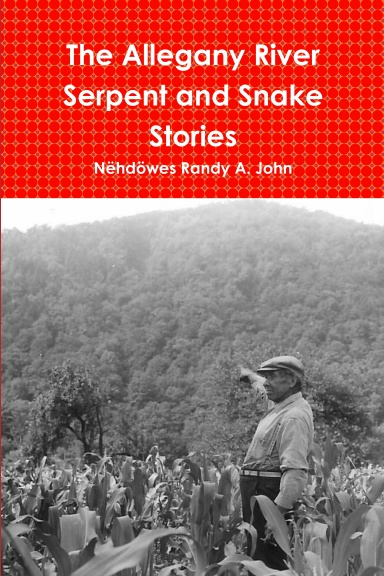 The Allegany River
Serpent and Snake
Stories
Nëhdöwes Randy A. John